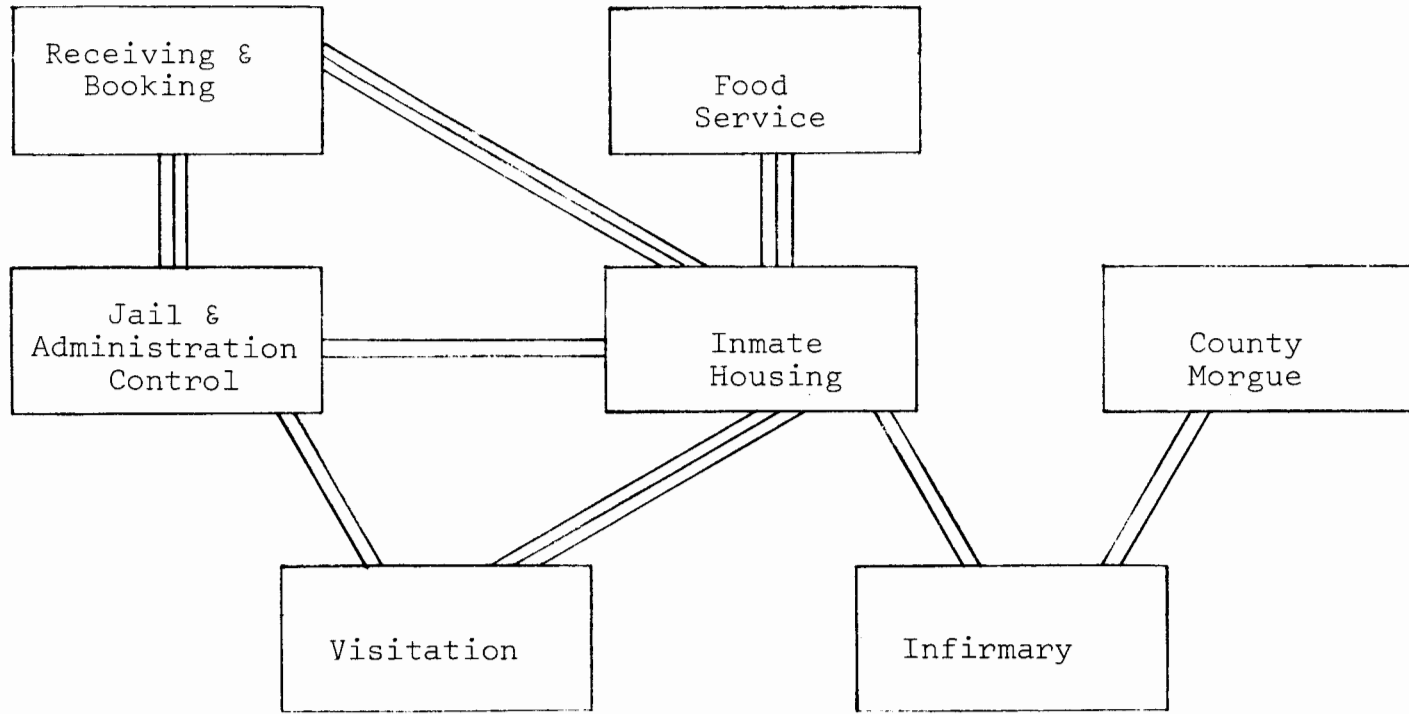 Receiving &
Booking
Food
Service
Jail &
Administration
Control
Inmate
Housing
County
Morgue
Visitation
Infirmary